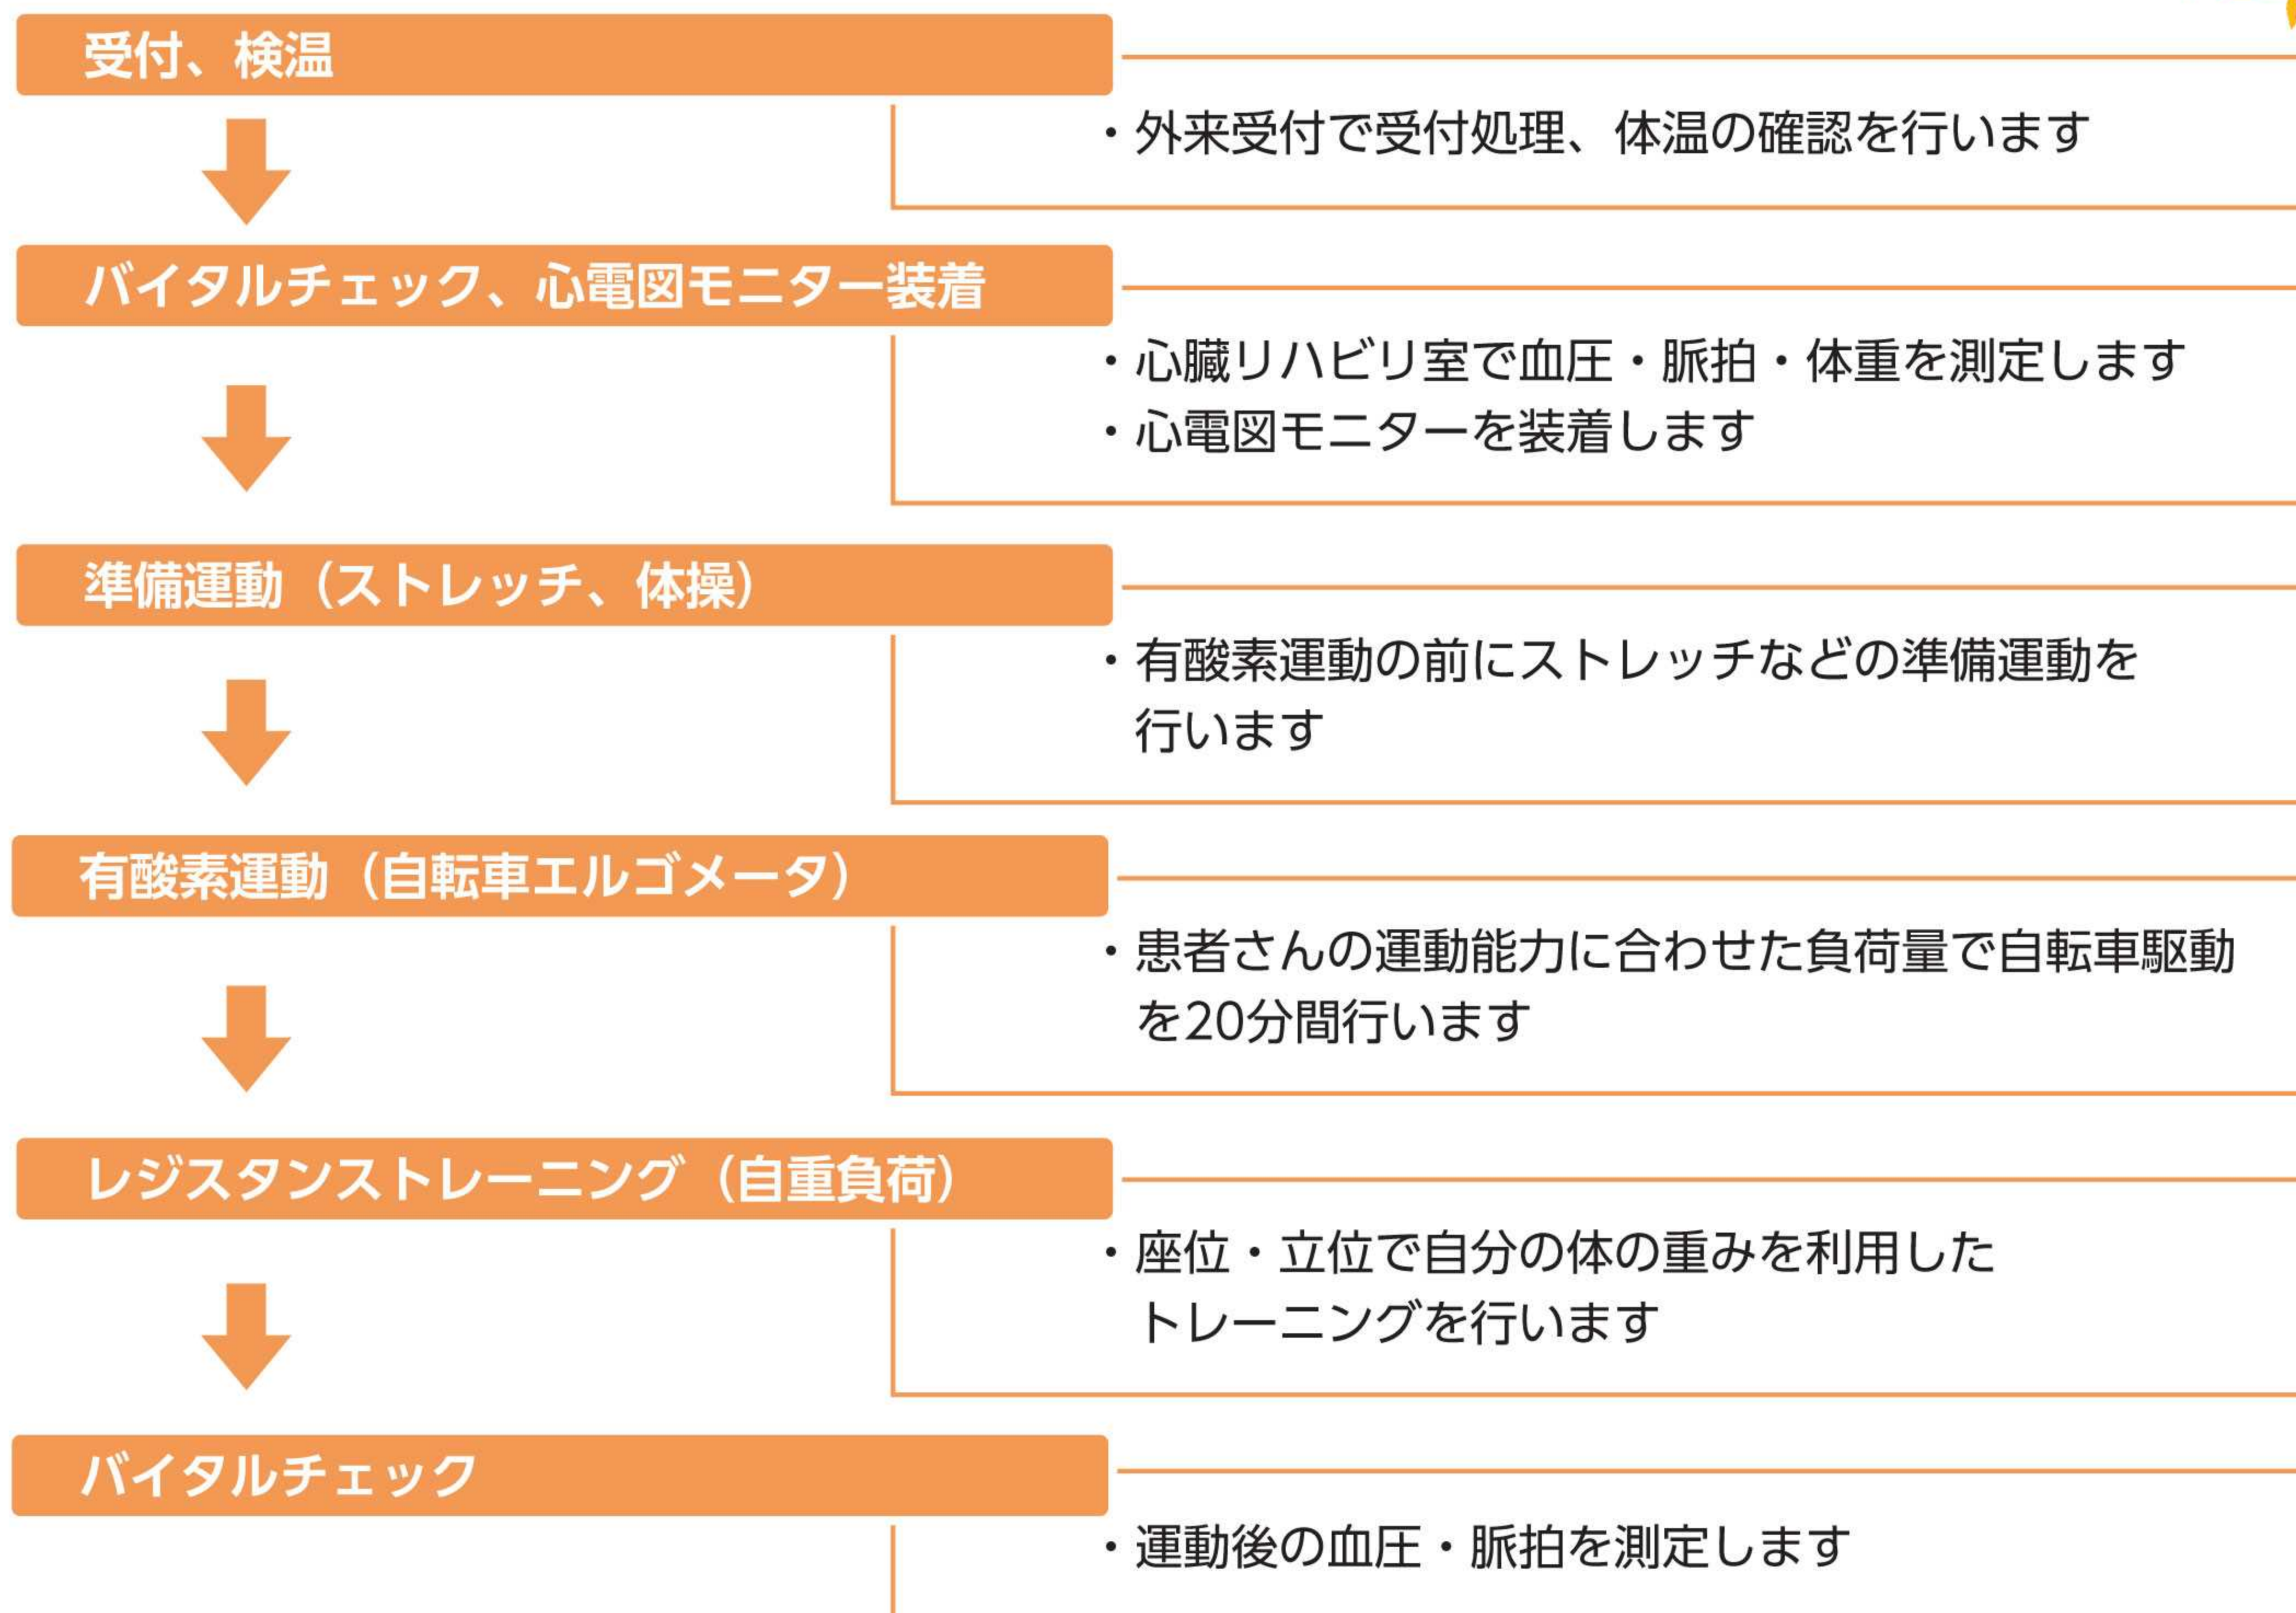 受付、検温
・外来受付で受付処理、体温の確認を行います
バイタルチェック、心電図モニター装着
・心臓リハビリ室で血圧・脈拍・体重を測定します
・心電図モニターを装着します
準備運動（ストレッチ、体操）
・有酸素運動の前にストレッチなどの準備運動を
行います
有酸素運動（自転車エルゴメータ）
・患者さんの運動能力に合わせた負荷量で自転車駆動
を20分間行います
レジスタンストレーニング（自重負荷）
・座位・立位で自分の体の重みを利用した
トレーニングを行います
バイタルチェック
・運動後の血圧・脈拍を測定します